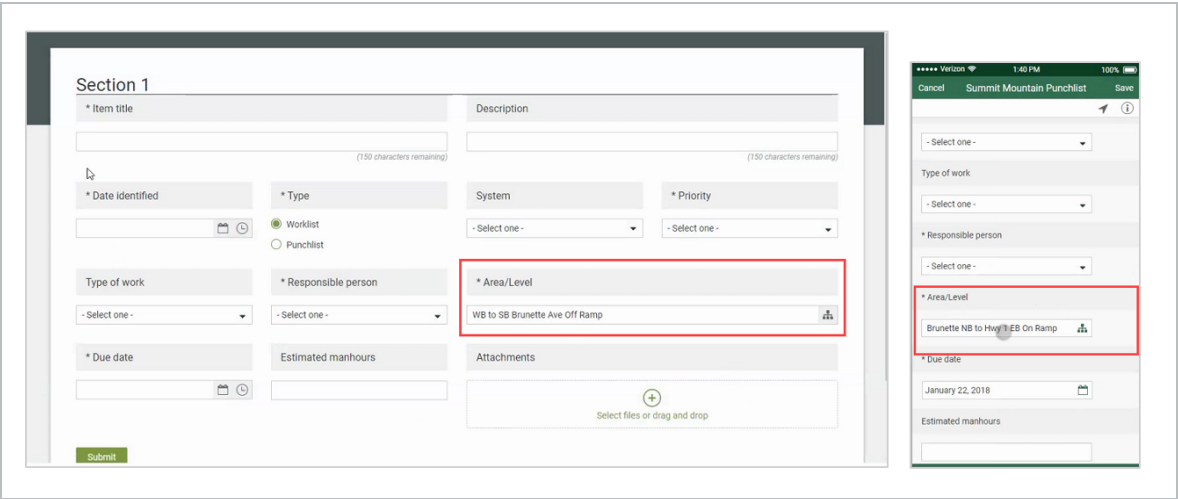 Section 1
* Item title
Description
(150 characters remaining)
(150 characters remaining)
* Date identified
* Type
System
* Priority
Worklist
Punchlist
- Select one -
- Select one -
Type of work
* Responsible person
* Area/Level
- Select one -
- Select one -
WB to SB Brunette Ave Off Ramp
* Due date
Estimated manhours
Attachments
Select files or drag and drop
Submit
Verizon
1:40 PM
100%
Cancel
Summit Mountain Punchlist
Save
- Select one -
Type of work
- Select one -
* Responsible person
- Select one -
* Area/Level
Brunette NB to Hwy 1 EB On Ramp
* Due date
January 22, 2018
Estimated manhours